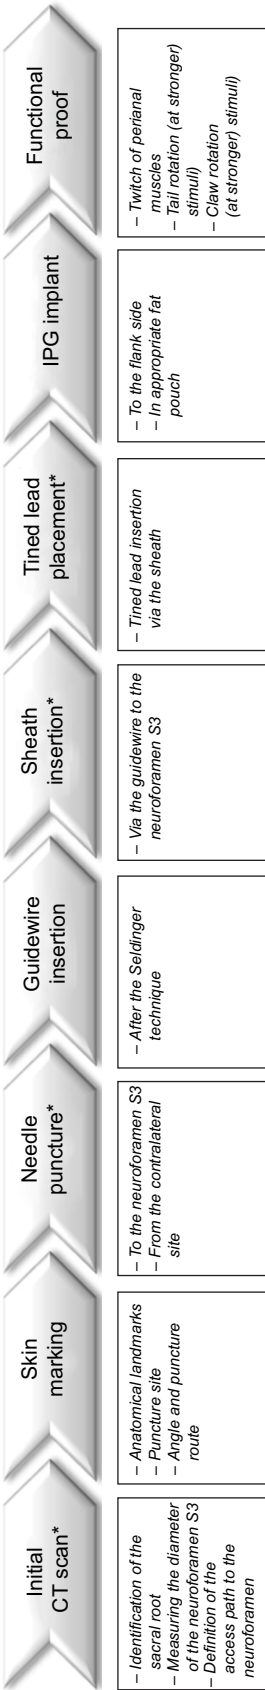 Initial
CT scan*
– Identification of the
sacral root
– Measuring the diameter
of the neuroforamen S3
– Definition of the
access path to the
neuroforamen
Skin
marking
– Anatomical landmarks
– Puncture site
– Angle and puncture
route
Needle
puncture*
– To the neuroforamen S3
– From the contralateral
site
Guidewire
insertion
– After the Seldinger
technique
Sheath
insertion*
– Via the guidewire to the
neuroforamen S3
Tined lead
placement*
– Tined lead insertion
via the sheath
IPG implant
– To the flank side
– In appropriate fat
pouch
Functional
proof
– Twitch of perianal
muscles
– Tail rotation (at stronger)
stimuli)
– Claw rotation
(at stronger) stimuli)